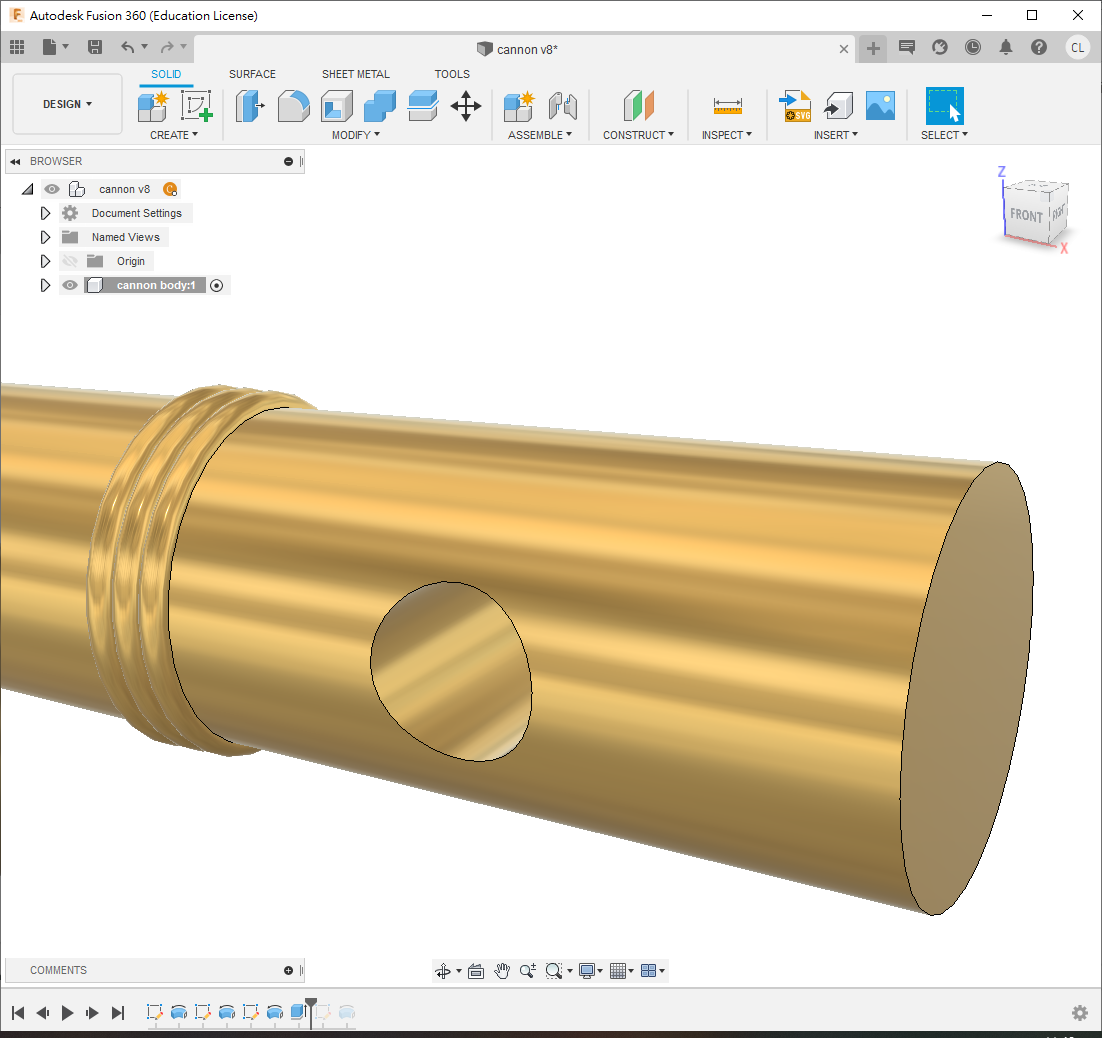 Autodesk Fusion 360 (Education License)
cannon v8*
CL
DESIGN
SOLID
SURFACE
SHEET METAL
TOOLS
CREATE
MODIFY
ASSEMBLE
CONSTRUCT
INSPECT
SVG
INSERT
SELECT
BROWSER
cannon v8
Document Settings
Named Views
Origin
cannon body:1
Z
FRONT
RIGHT
X
COMMENTS